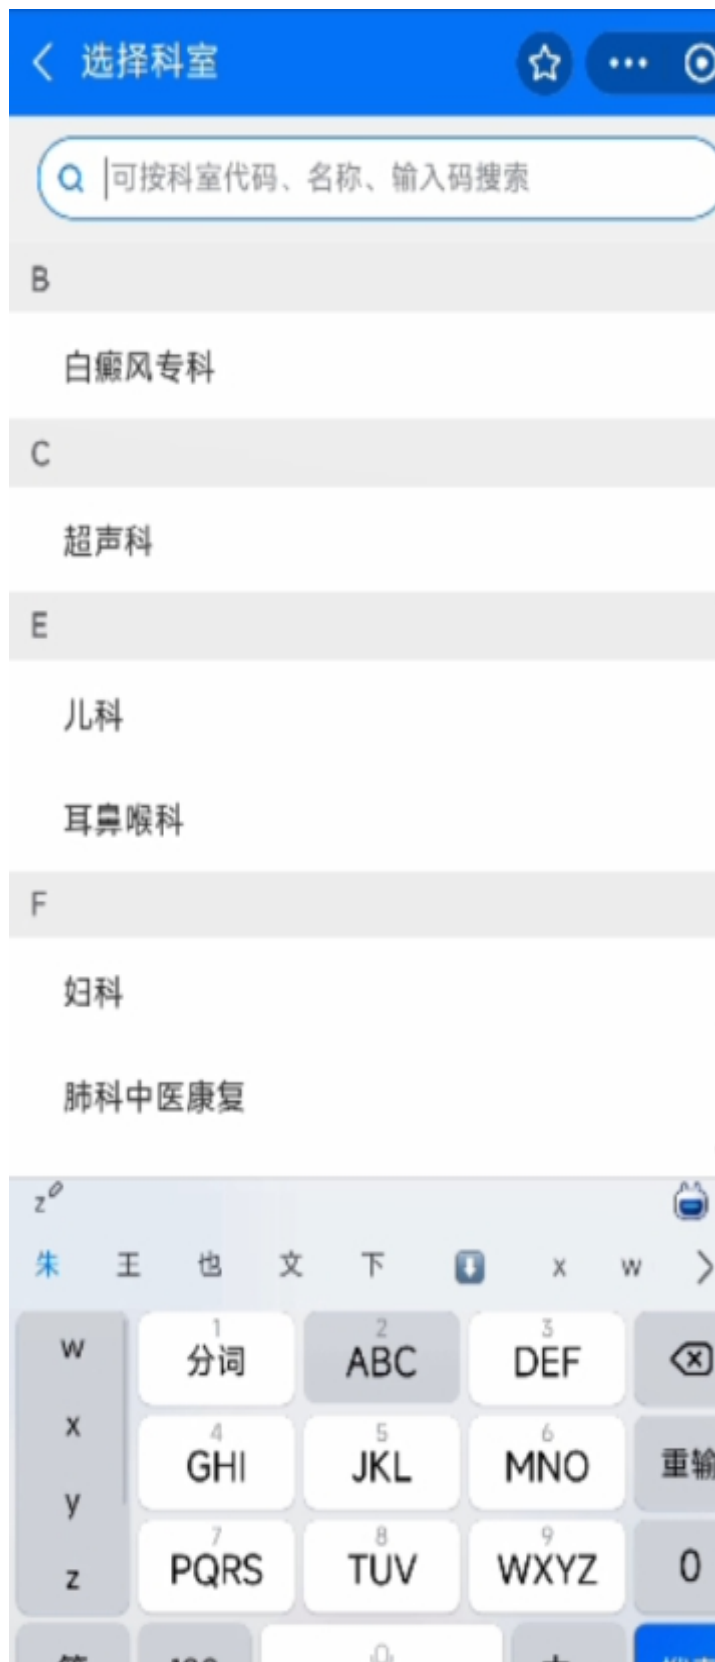 选择科室
可按科室代码、名称、输入码搜索
B
白癜风专科
C
超声科
E
儿科
耳鼻喉科
F
妇科
肺科中医康复
z
朱 王 也 文 下 x w
w 1 分词 2 ABC 3 DEF
x 4 GHI 5 JKL 6 MNO 重输
y
z 7 PQRS 8 TUV 9 WXYZ 0